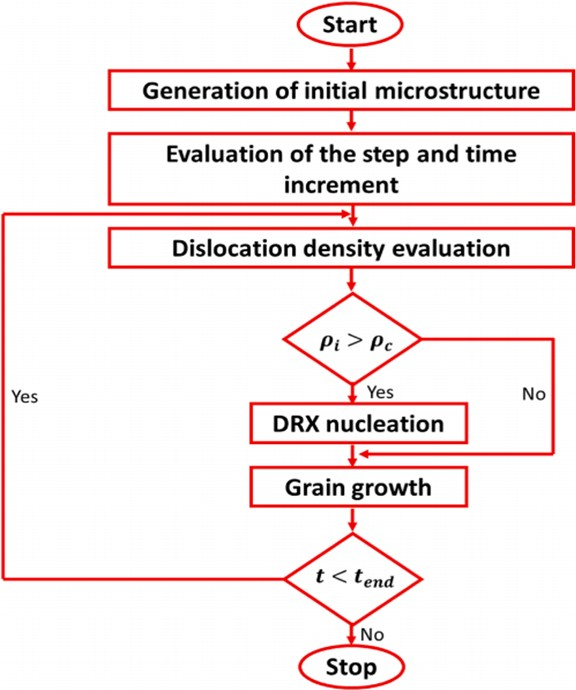 Start
Generation of initial microstructure
Evaluation of the step and time
increment
Dislocation density evaluation
ρᵢ > ρ꜀
Yes
No
Yes
DRX nucleation
Grain growth
t < tₑₙd
No
Stop